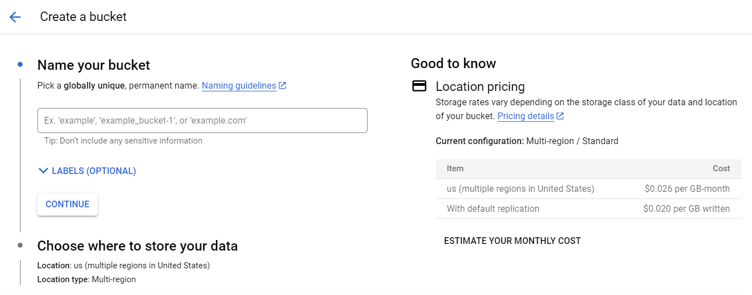 Create a bucket
Name your bucket
Pick a globally unique, permanent name. Naming guidelines
Ex. 'example', 'example_bucket-1', or 'example.com'
Tip: Don't include any sensitive information
LABELS (OPTIONAL)
CONTINUE
Choose where to store your data
Location: us (multiple regions in United States)
Location type: Multi-region
Good to know
Location pricing
Storage rates vary depending on the storage class of your data and location
of your bucket. Pricing details
Current configuration: Multi-region / Standard
Item Cost
us (multiple regions in United States) $0.026 per GB-month
With default replication $0.020 per GB written
ESTIMATE YOUR MONTHLY COST